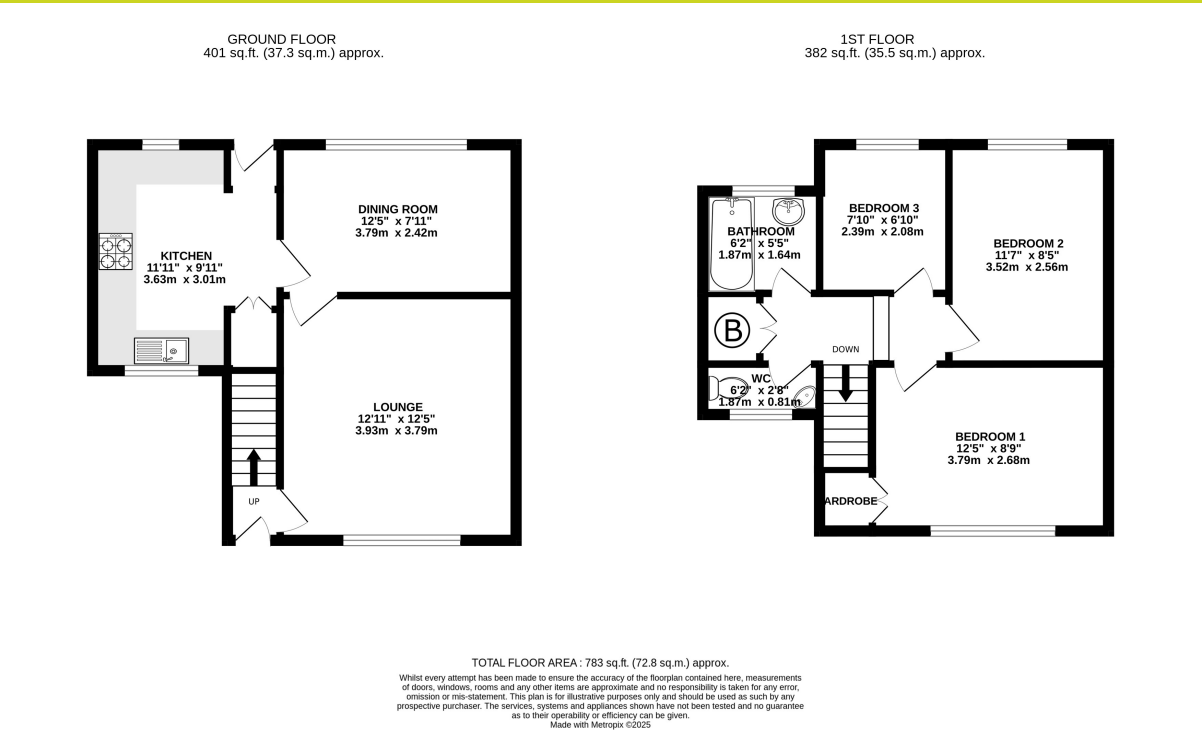 GROUND FLOOR
401 sq.ft. (37.3 sq.m.) approx.
1ST FLOOR
382 sq.ft. (35.5 sq.m.) approx.
DINING ROOM
12'5" x 7'11"
3.79m x 2.42m
KITCHEN
11'11" x 9'11"
3.63m x 3.01m
LOUNGE
12'11" x 12'5"
3.93m x 3.79m
UP
BEDROOM 3
7'10" x 6'10"
2.39m x 2.08m
BATHROOM
6'2" x 5'5"
1.87m x 1.64m
BEDROOM 2
11'7" x 8'5"
3.52m x 2.56m
B
DOWN
WC
6'2" x 2'8"
1.87m x 0.81m
BEDROOM 1
12'5" x 8'9"
3.79m x 2.68m
ARDROBE
TOTAL FLOOR AREA : 783 sq.ft. (72.8 sq.m.) approx.
Whilst every attempt has been made to ensure the accuracy of the floorplan contained here, measurements
of doors, windows, rooms and any other items are approximate and no responsibility is taken for any error,
omission or mis-statement. This plan is for illustrative purposes only and should be used as such by any
prospective purchaser. The services, systems and appliances shown have not been tested and no guarantee
as to their operability or efficiency can be given.
Made with Metropix ©2025